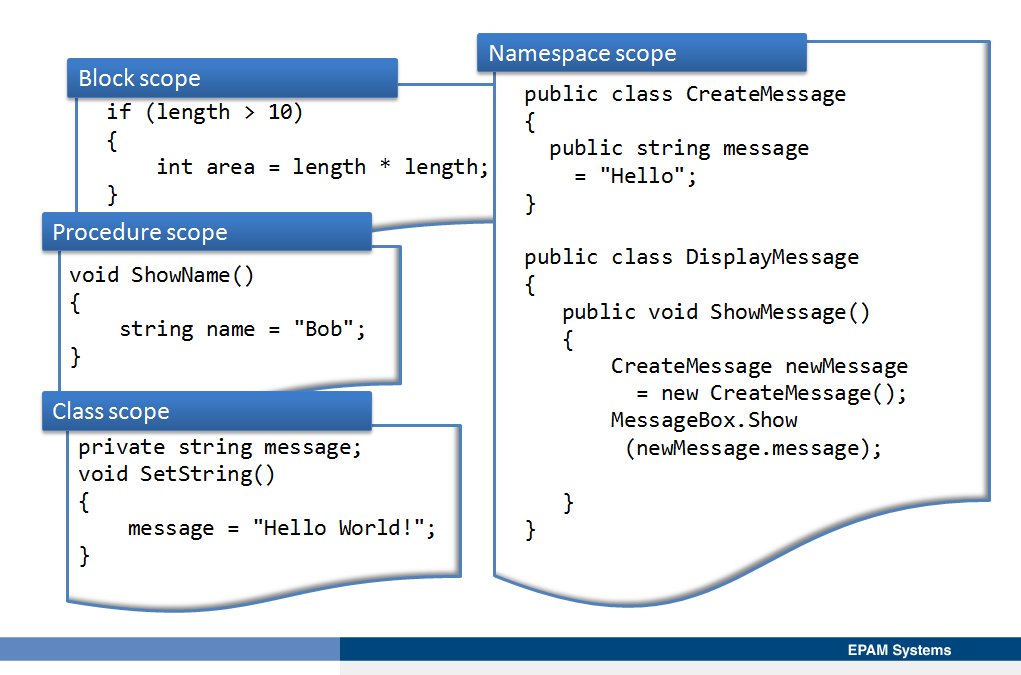 Block scope
if (length > 10)
{
int area = length * length;
}
Procedure scope
void ShowName()
{
string name = "Bob";
}
Class scope
private string message;
void SetString()
{
message = "Hello World!";
}
Namespace scope
public class CreateMessage
{
public string message
= "Hello";
}
public class DisplayMessage
{
public void ShowMessage()
{
CreateMessage newMessage
= new CreateMessage();
MessageBox.Show
(newMessage.message);
}
}
EPAM Systems